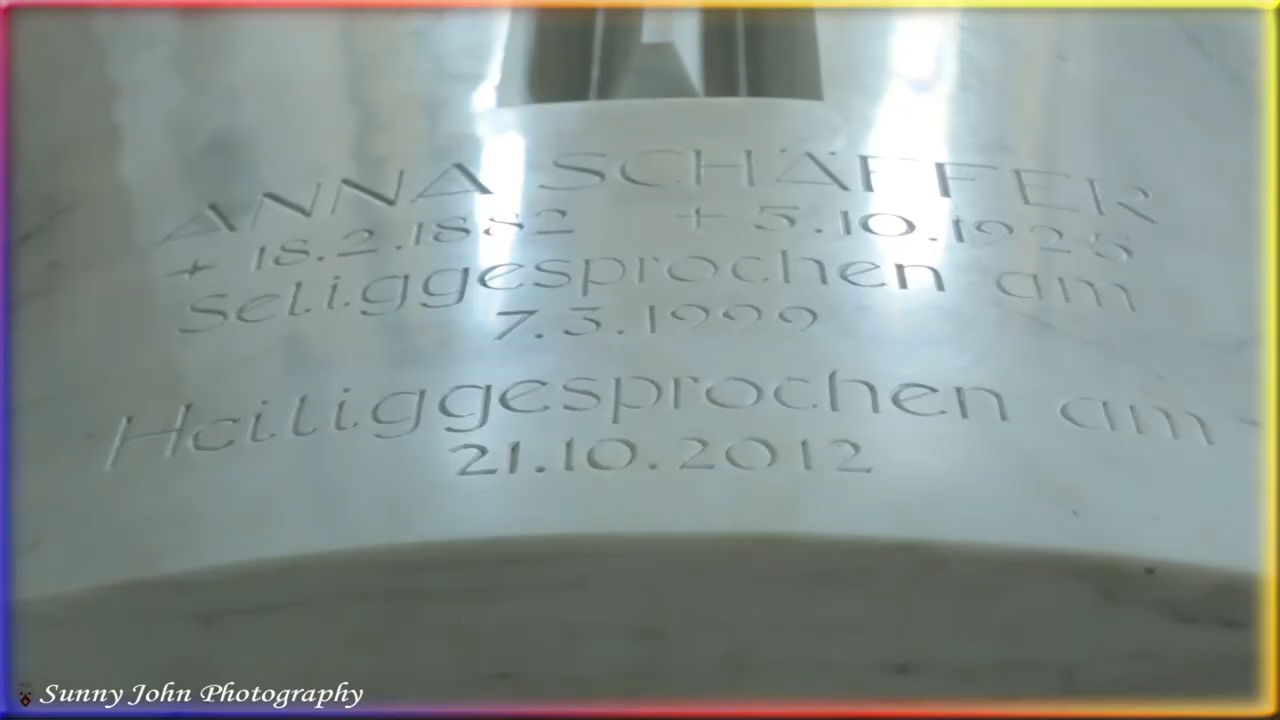 ANNA SCHÄFFER
+ 18.2.1882 + 5.10.1925
Seliggesprochen am
7.3.1999
Heiliggesprochen am
21.10.2012
Sunny John Photography